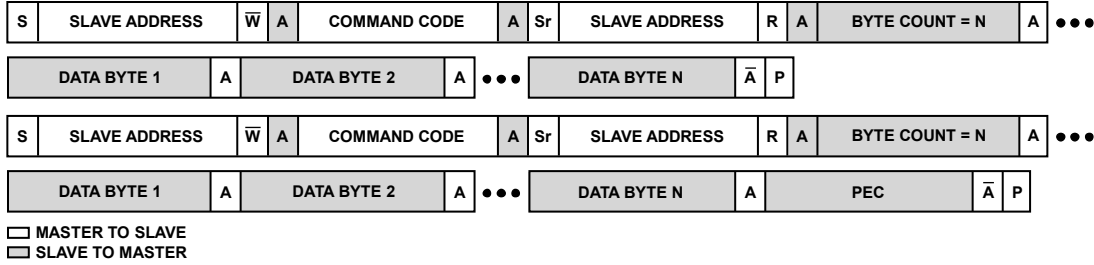 S SLAVE ADDRESS W̅ A COMMAND CODE A Sr SLAVE ADDRESS R A BYTE COUNT = N A •••
DATA BYTE 1 A DATA BYTE 2 A ••• DATA BYTE N A̅ P
S SLAVE ADDRESS W̅ A COMMAND CODE A Sr SLAVE ADDRESS R A BYTE COUNT = N A •••
DATA BYTE 1 A DATA BYTE 2 A ••• DATA BYTE N A PEC A̅ P
MASTER TO SLAVE
SLAVE TO MASTER